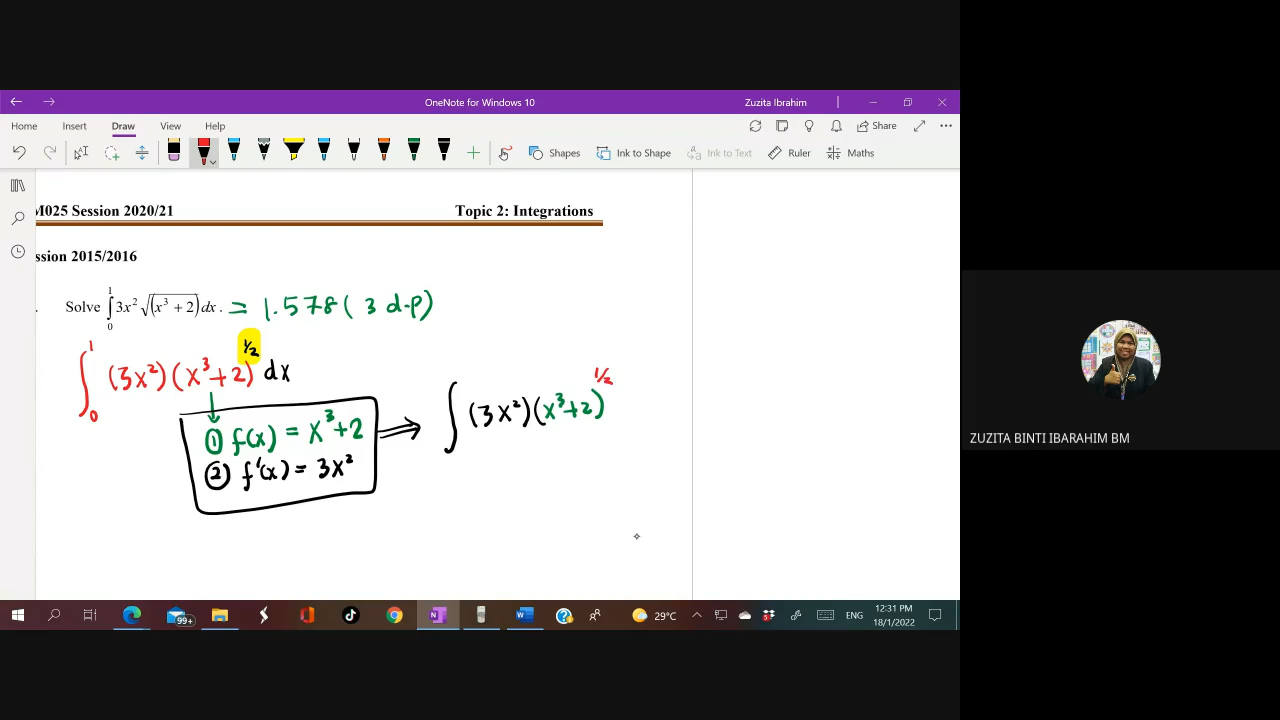 OneNote for Windows 10
Zuzita Ibrahim
Home Insert Draw View Help
Share
Shapes
Ink to Shape
Ink to Text
Ruler
Maths
M025 Session 2020/21
Topic 2: Integrations
ssion 2015/2016
. Solve ∫₀¹ 3x² √(x³ + 2) dx . = 1.578 ( 3 d.p)
∫₀¹ (3x²)(x³+2)^½ dx
① f(x) = x³+2
② f'(x) = 3x²
⇒ ∫ (3x²)(x³+2)^½
ZUZITA BINTI IBARAHIM BM
99+
29°C
ENG
12:31 PM
18/1/2022